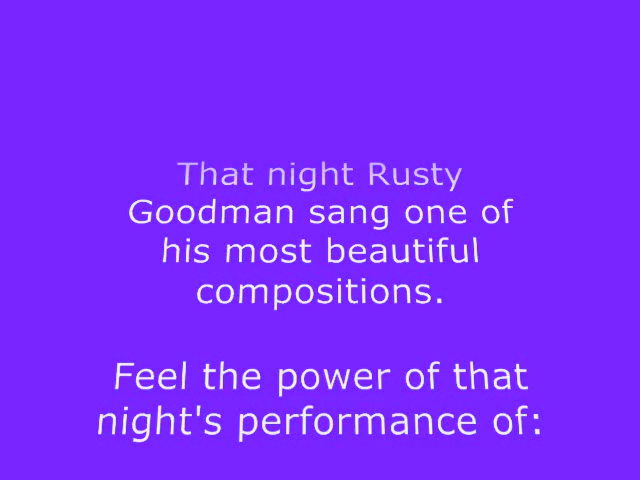 That night Rusty
Goodman sang one of
his most beautiful
compositions.
Feel the power of that
night's performance of: